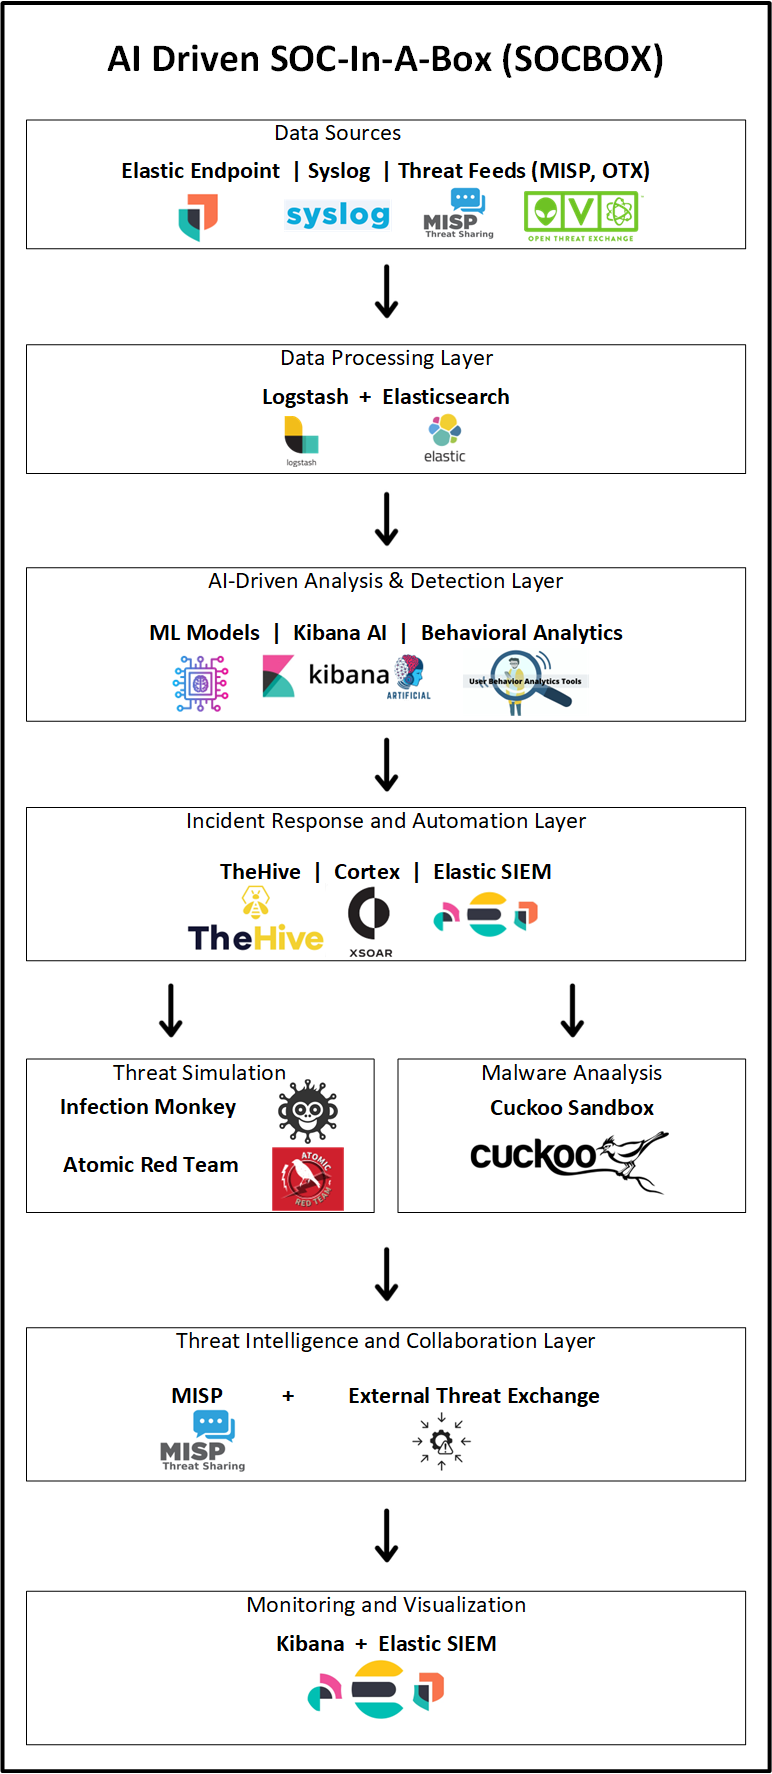 AI Driven SOC-In-A-Box (SOCBOX)
Data Sources
Elastic Endpoint | Syslog | Threat Feeds (MISP, OTX)
syslog
MISP
Threat Sharing
V
OPEN THREAT EXCHANGE
Data Processing Layer
Logstash + Elasticsearch
logstash
elastic
AI-Driven Analysis & Detection Layer
ML Models | Kibana AI | Behavioral Analytics
kibana
ARTIFICIAL
User Behavior Analytics Tools
Incident Response and Automation Layer
TheHive | Cortex | Elastic SIEM
TheHive
XSOAR
Threat Simulation
Infection Monkey
Atomic Red Team
ATOMIC
RED TEAM
Malware Anaalysis
Cuckoo Sandbox
cuckoo
Threat Intelligence and Collaboration Layer
MISP + External Threat Exchange
MISP
Threat Sharing
Monitoring and Visualization
Kibana + Elastic SIEM